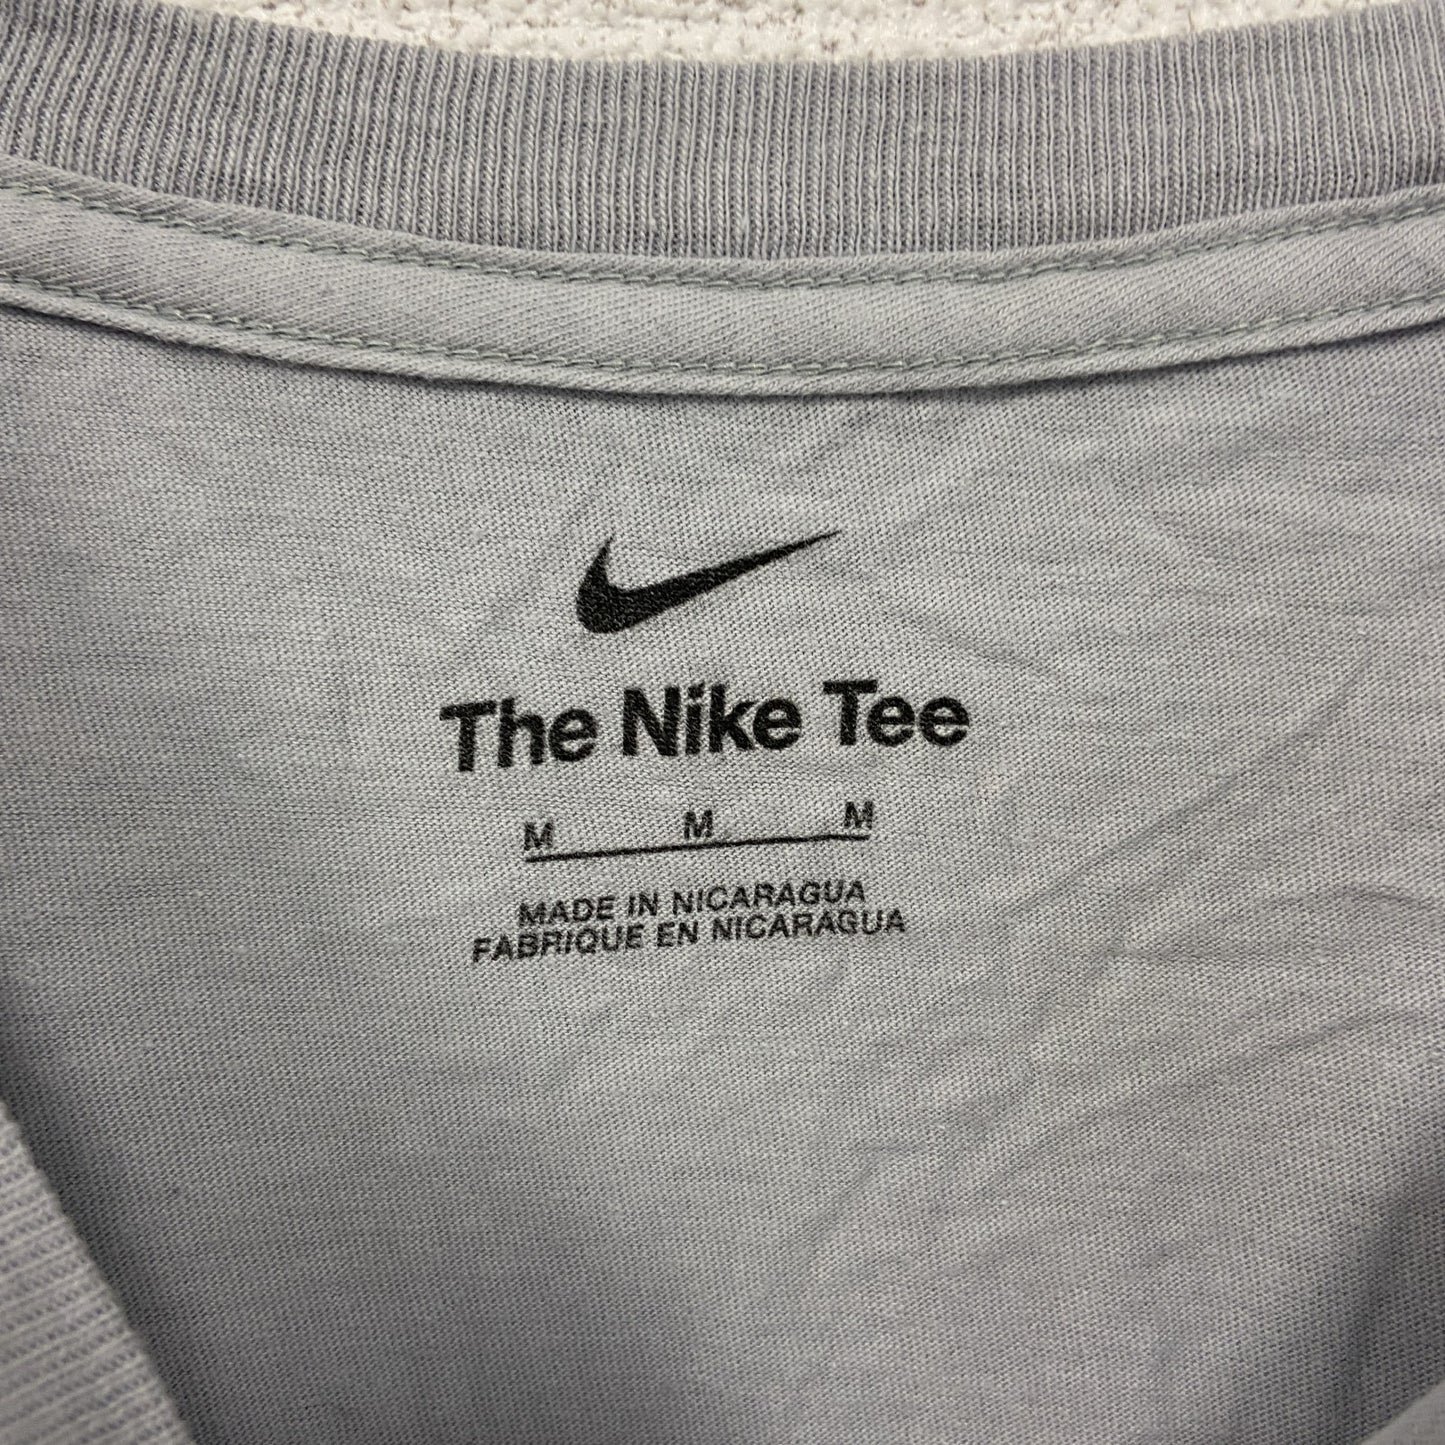 The Nike Tee
M M M
MADE IN NICARAGUA
FABRIQUE EN NICARAGUA